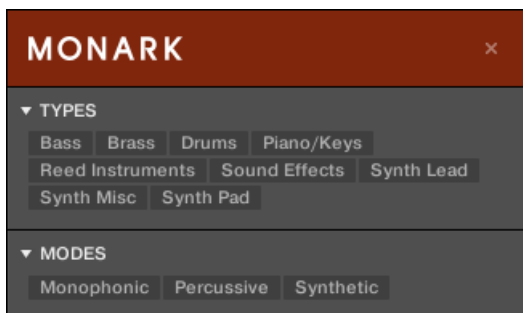 MONARK ×
▼ TYPES
Bass Brass Drums Piano/Keys
Reed Instruments Sound Effects Synth Lead
Synth Misc Synth Pad
▼ MODES
Monophonic Percussive Synthetic